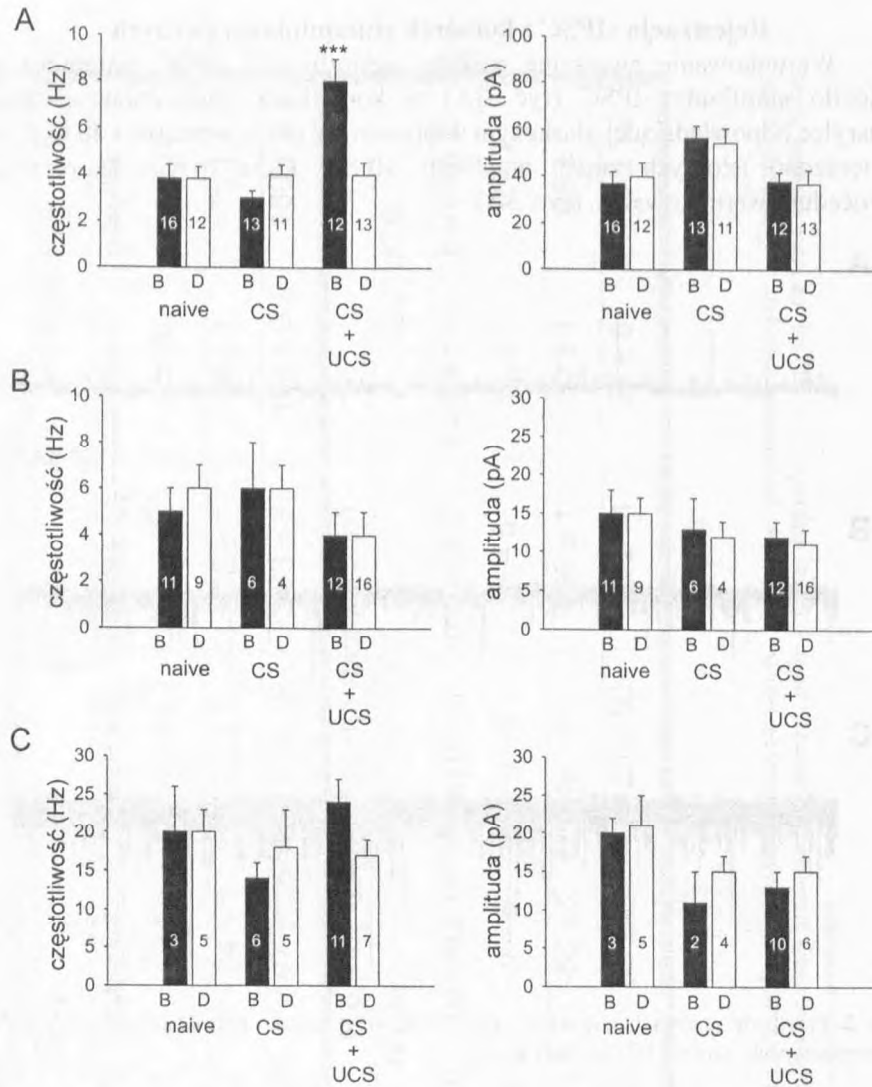 A
częstotliwość (Hz)
10
8
6
4
2
0
***
16 12 13 11 12 13
B D B D B D
naive CS CS
+
UCS
amplituda (pA)
100
80
60
40
20
0
16 12 13 11 12 13
B D B D B D
naive CS CS
+
UCS
B
częstotliwość (Hz)
10
8
6
4
2
0
11 9 6 4 12 16
B D B D B D
naive CS CS
+
UCS
amplituda (pA)
30
25
20
15
10
5
0
11 9 6 4 12 16
B D B D B D
naive CS CS
+
UCS
C
częstotliwość (Hz)
30
25
20
15
10
5
0
3 5 6 5 11 7
B D B D B D
naive CS CS
+
UCS
amplituda (pA)
30
25
20
15
10
5
0
3 5 2 4 10 6
B D B D B D
naive CS CS
+
UCS